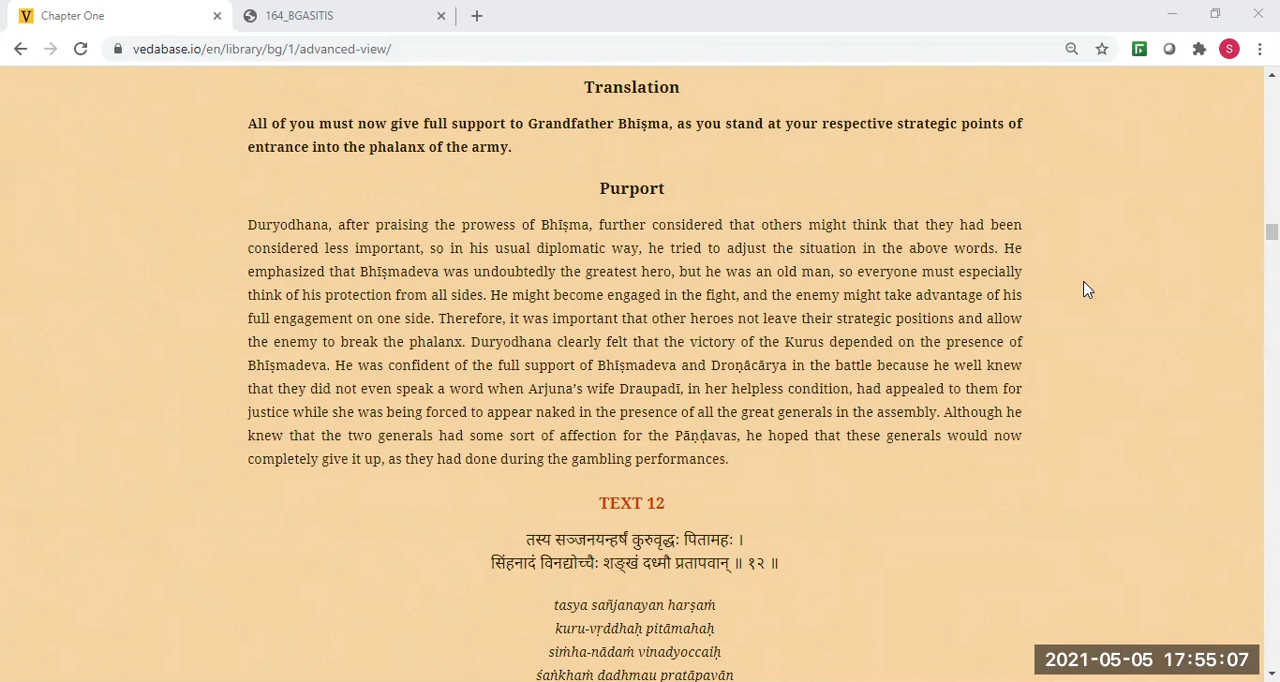 Chapter One
164_BGASITIS
vedabase.io/en/library/bg/1/advanced-view/
S
Translation
All of you must now give full support to Grandfather Bhīṣma, as you stand at your respective strategic points of
entrance into the phalanx of the army.
Purport
Duryodhana, after praising the prowess of Bhīṣma, further considered that others might think that they had been
considered less important, so in his usual diplomatic way, he tried to adjust the situation in the above words. He
emphasized that Bhīṣmadeva was undoubtedly the greatest hero, but he was an old man, so everyone must especially
think of his protection from all sides. He might become engaged in the fight, and the enemy might take advantage of his
full engagement on one side. Therefore, it was important that other heroes not leave their strategic positions and allow
the enemy to break the phalanx. Duryodhana clearly felt that the victory of the Kurus depended on the presence of
Bhīṣmadeva. He was confident of the full support of Bhīṣmadeva and Droṇācārya in the battle because he well knew
that they did not even speak a word when Arjuna’s wife Draupadī, in her helpless condition, had appealed to them for
justice while she was being forced to appear naked in the presence of all the great generals in the assembly. Although he
knew that the two generals had some sort of affection for the Pāṇḍavas, he hoped that these generals would now
completely give it up, as they had done during the gambling performances.
TEXT 12
तस्य सञ्जनयन्हर्षं कुरुवृद्धः पितामहः ।
सिंहनादं विनद्योच्चैः शङ्खं दध्मौ प्रतापवान् ॥ १२ ॥
tasya sañjanayan harṣaṁ
kuru-vṛddhaḥ pitāmahaḥ
siṁha-nādaṁ vinadyoccaiḥ
śaṅkhaṁ dadhmau pratāpavān
2021-05-05 17:55:07